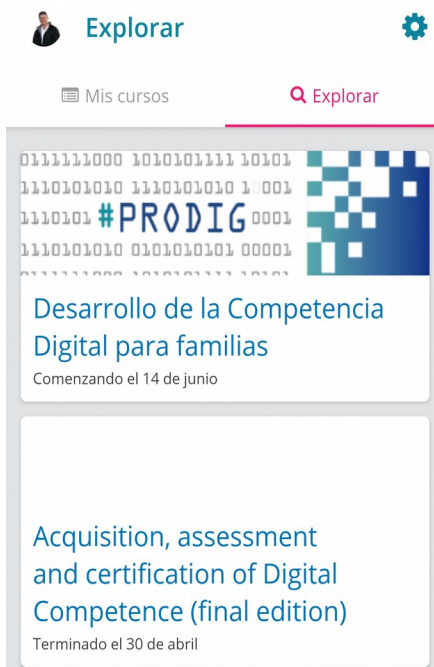 Explorar
Mis cursos
Explorar
0111111000 1010101111 10101
1110101010 1110101010 1 001
1110101 #PRODIG 0001
1110101010 0101010101 00001
Desarrollo de la Competencia
Digital para familias
Comenzando el 14 de junio
Acquisition, assessment
and certification of Digital
Competence (final edition)
Terminado el 30 de abril